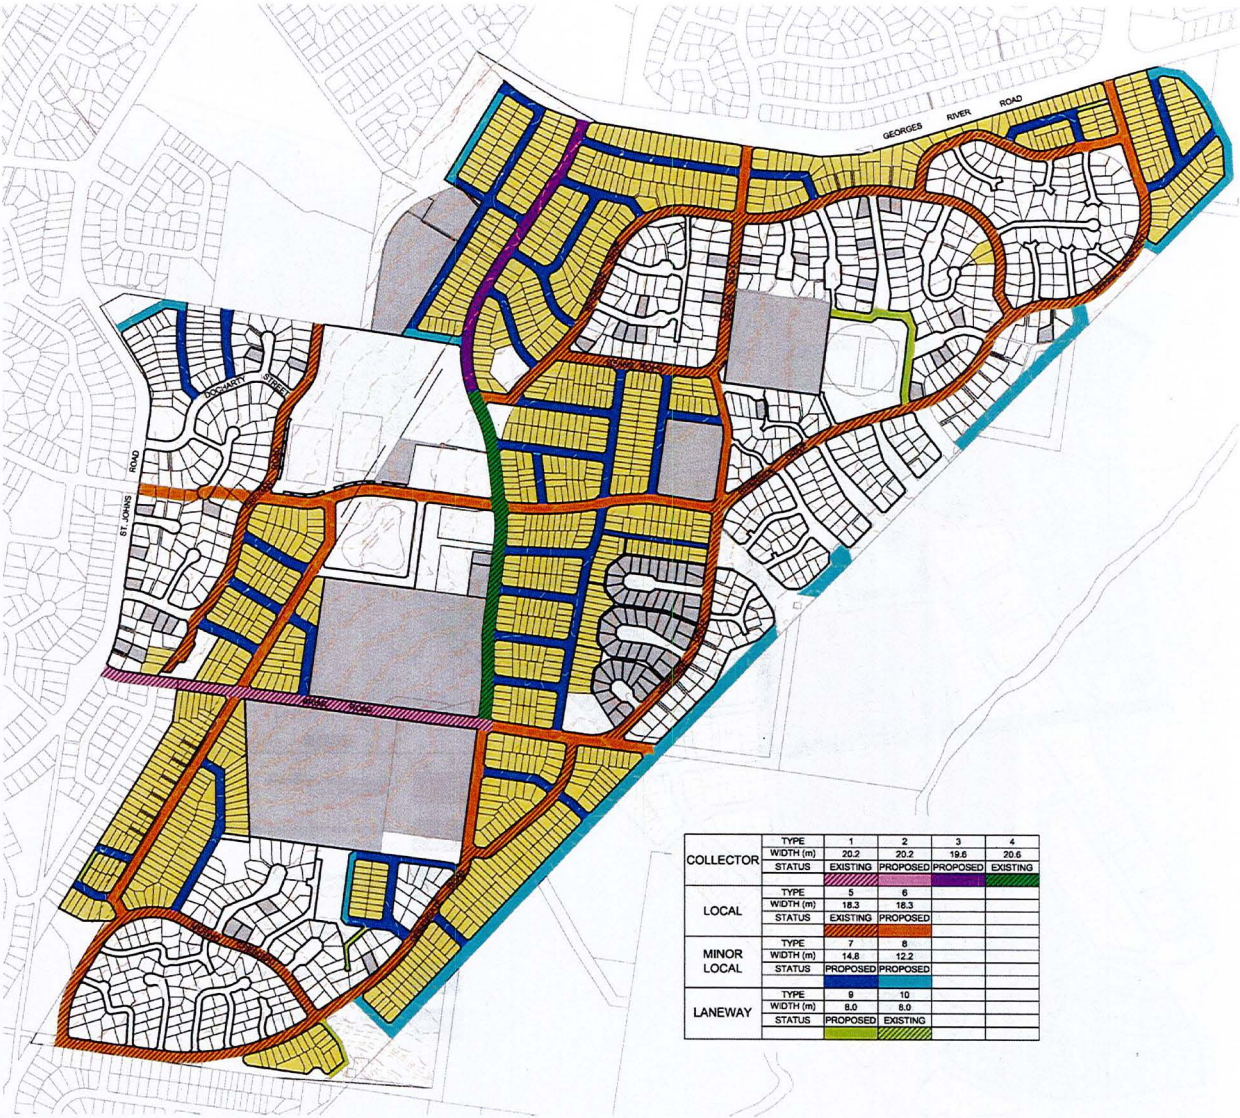 GEORGES RIVER ROAD
DOCHARTY STREET
ST. JOHNS ROAD
COLLECTOR
TYPE 1 2 3 4
WIDTH (m) 20.2 20.2 19.6 20.6
STATUS EXISTING PROPOSED PROPOSED EXISTING
LOCAL
TYPE 5 6
WIDTH (m) 18.3 18.3
STATUS EXISTING PROPOSED
MINOR LOCAL
TYPE 7 8
WIDTH (m) 14.8 12.2
STATUS PROPOSED PROPOSED
LANEWAY
TYPE 9 10
WIDTH (m) 8.0 8.0
STATUS PROPOSED EXISTING